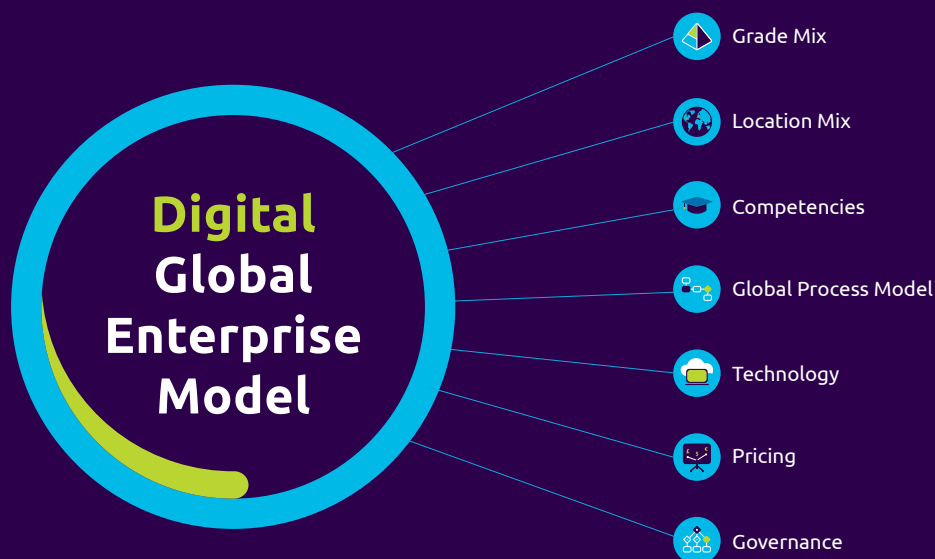 Digital
Global
Enterprise
Model
Grade Mix
Location Mix
Competencies
Global Process Model
Technology
Pricing
Governance